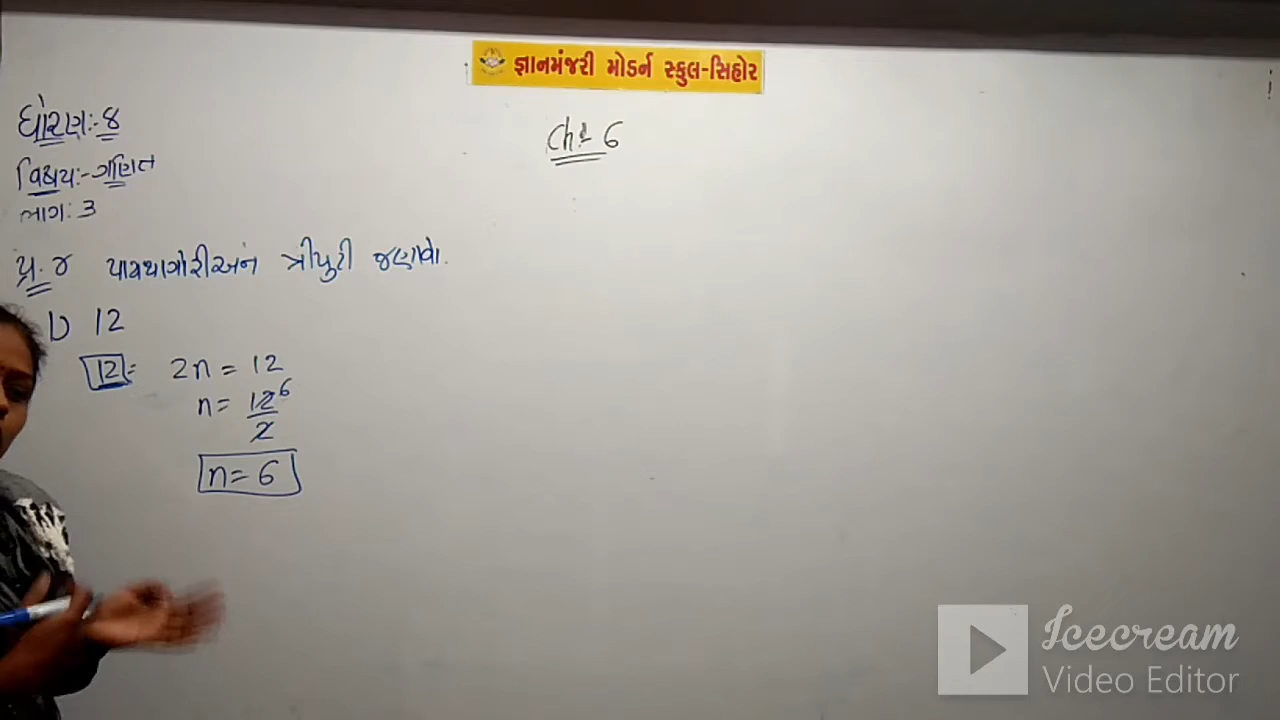 જ્ઞાનમંજરી મોડર્ન સ્કુલ-સિહોર
Ch:- 6
ધોરણ:- ૪
વિષય:- ગણિત
ભાગ: 3
પ્ર. ૪ પાયથાગોરીઅન ત્રીપુટી જણાવો.
1) 12
12 = 2n = 12
n = 12 6
2
n = 6
Icecream
Video Editor